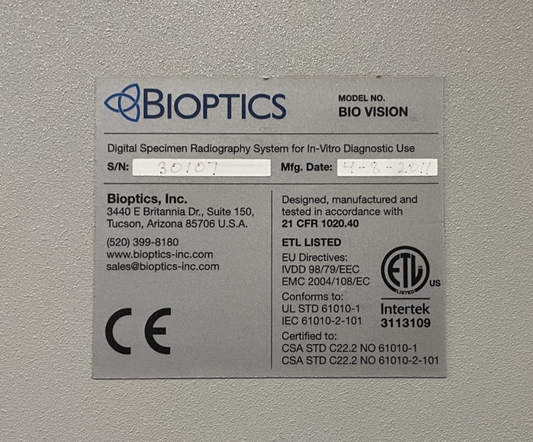 BIOPTICS
MODEL NO.
BIO VISION
Digital Specimen Radiography System for In-Vitro Diagnostic Use
S/N: 30107 Mfg. Date: 4-8-2011
Bioptics, Inc.
3440 E Britannia Dr., Suite 150,
Tucson, Arizona 85706 U.S.A.
(520) 399-8180
www.bioptics-inc.com
sales@bioptics-inc.com
CE
Designed, manufactured and
tested in accordance with
21 CFR 1020.40
ETL LISTED
EU Directives:
IVDD 98/79/EEC
EMC 2004/108/EC
Conforms to:
UL STD 61010-1
IEC 61010-2-101
Certified to:
CSA STD C22.2 NO 61010-1
CSA STD C22.2 NO 61010-2-101
ETL
LISTED
US
Intertek
3113109